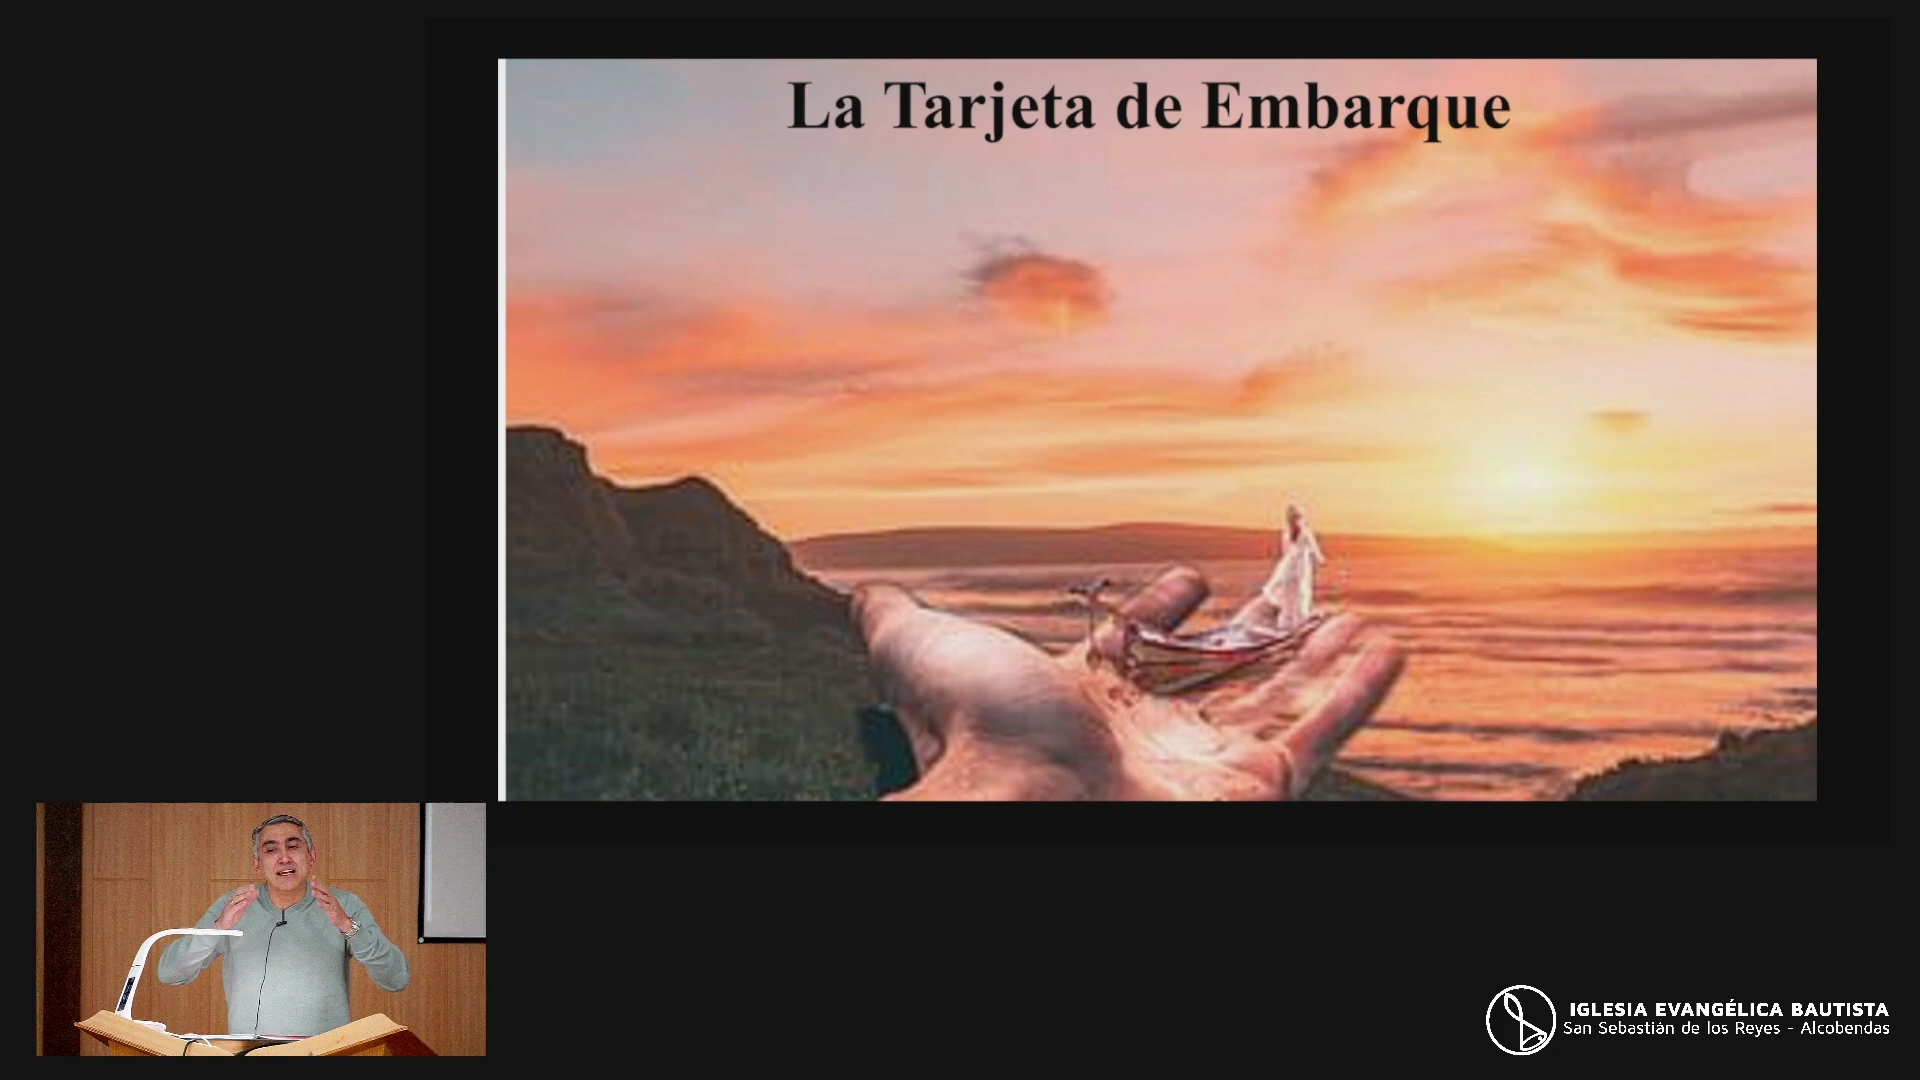 La Tarjeta de Embarque
IGLESIA EVANGÉLICA BAUTISTA
San Sebastián de los Reyes - Alcobendas